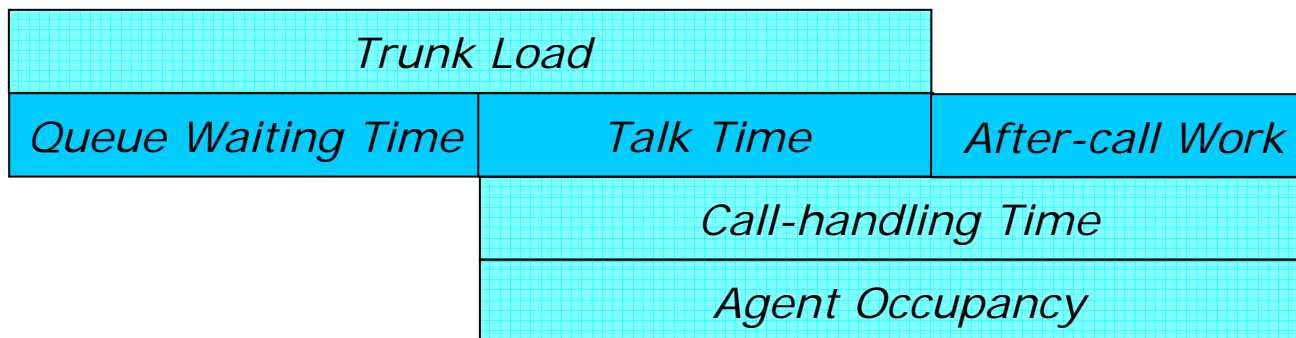 Trunk Load
Queue Waiting Time
Talk Time
After-call Work
Call-handling Time
Agent Occupancy